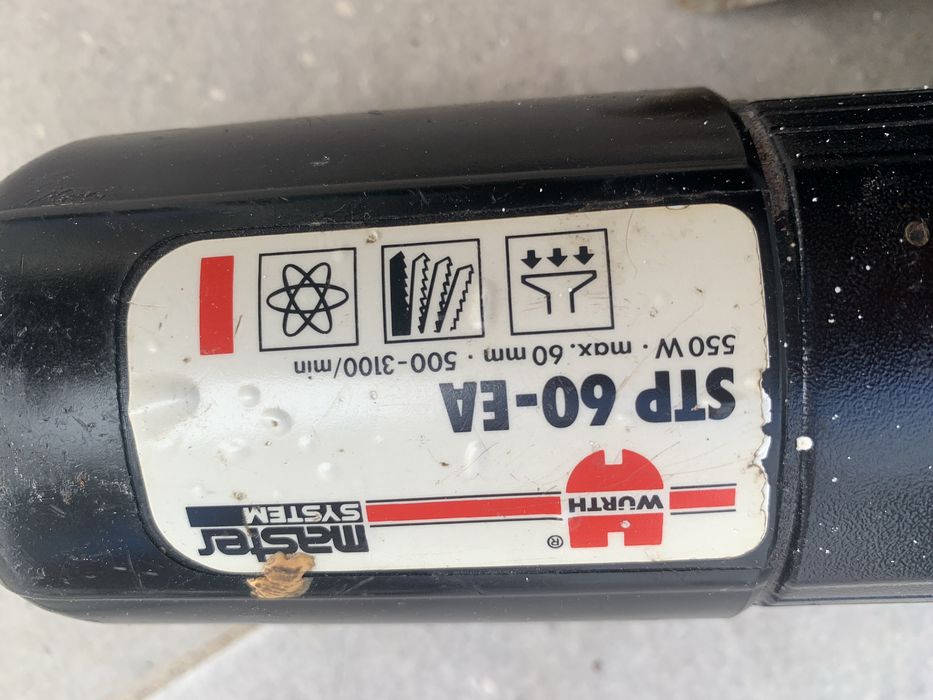 WÜRTH ®
master
SYSTEM
STP 60-EA
550 W · max. 60 mm · 500-3100/min